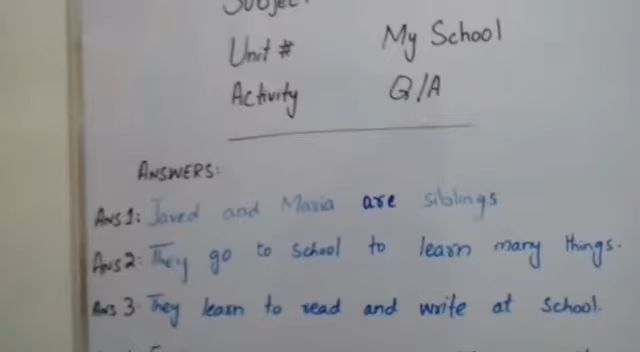 Subject
Unit # My School
Activity Q/A
ANSWERS:
Ans 1: Javed and Maria are siblings.
Ans 2: They go to school to learn many things.
Ans 3 They learn to read and write at school.